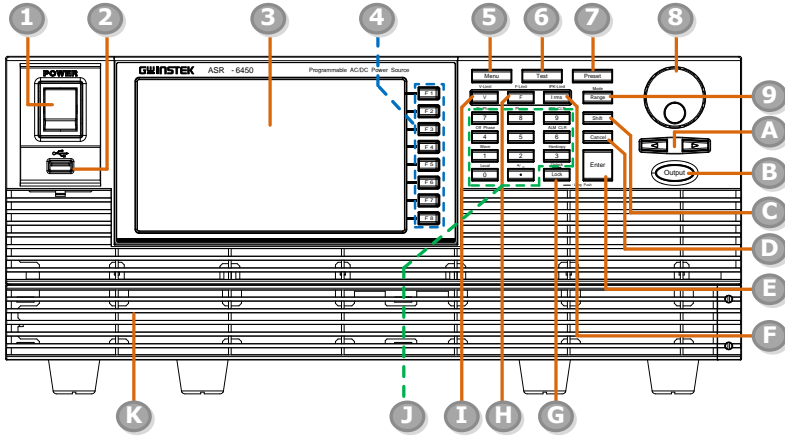 1 2 3 4 5 6 7 8
POWER
GWINSTEK ASR - 6450 Programmable AC/DC Power Source
Menu Test Preset
V-Limit F-Limit IPK-Limit Mode
V F Irms Range
9
F 1
F 2
F 3
F 4
F 5
F 6
F 7
F 8
7 8 9 Shift
Off Phase ALM CLR
4 5 6 Cancel
Wave Hardcopy
1 2 3 Enter
Local +/-
0 • Lock
Output
A
B
C
D
E
F
K J I H G